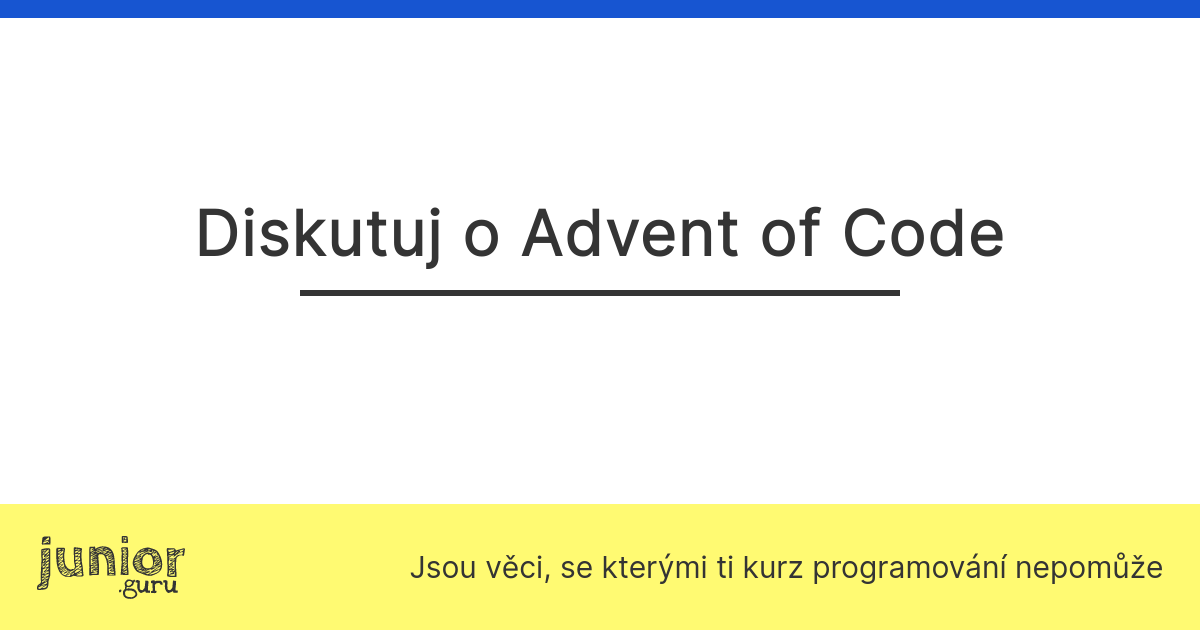 Diskutuj o Advent of Code
junior
.guru
Jsou věci, se kterými ti kurz programování nepomůže